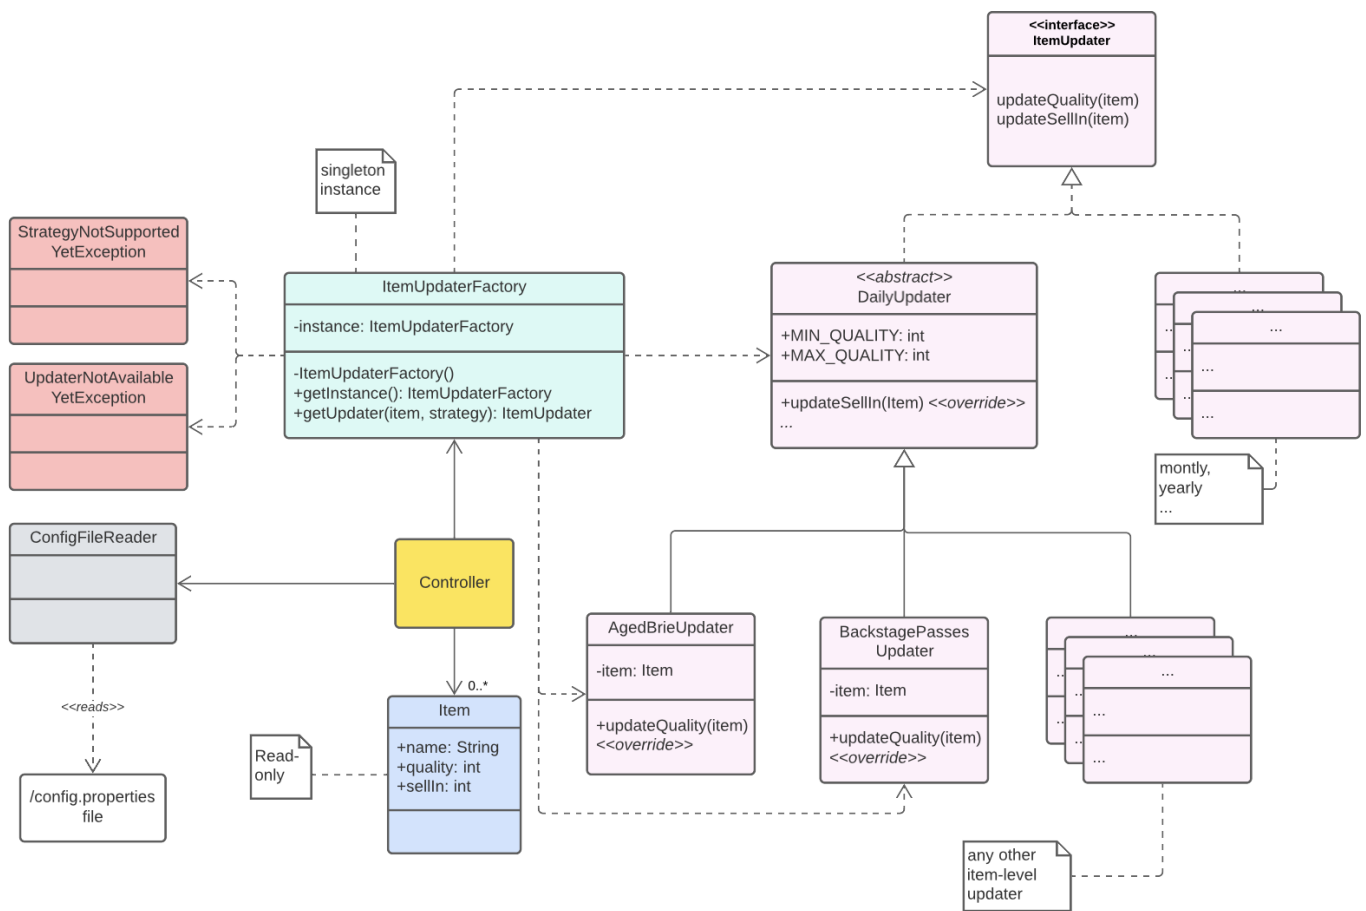 <<interface>>
ItemUpdater
updateQuality(item)
updateSellIn(item)
singleton
instance
StrategyNotSupported
YetException
UpdaterNotAvailable
YetException
ItemUpdaterFactory
-instance: ItemUpdaterFactory
-ItemUpdaterFactory()
+getInstance(): ItemUpdaterFactory
+getUpdater(item, strategy): ItemUpdater
<<abstract>>
DailyUpdater
+MIN_QUALITY: int
+MAX_QUALITY: int
+updateSellIn(Item) <<override>>
...
...
...
...
...
...
...
...
...
...
montly,
yearly
...
ConfigFileReader
Controller
<<reads>>
/config.properties
file
0..*
Item
+name: String
+quality: int
+sellIn: int
Read-
only
AgedBrieUpdater
-item: Item
+updateQuality(item)
<<override>>
BackstagePasses
Updater
-item: Item
+updateQuality(item)
<<override>>
...
...
...
...
...
...
...
...
...
any other
item-level
updater